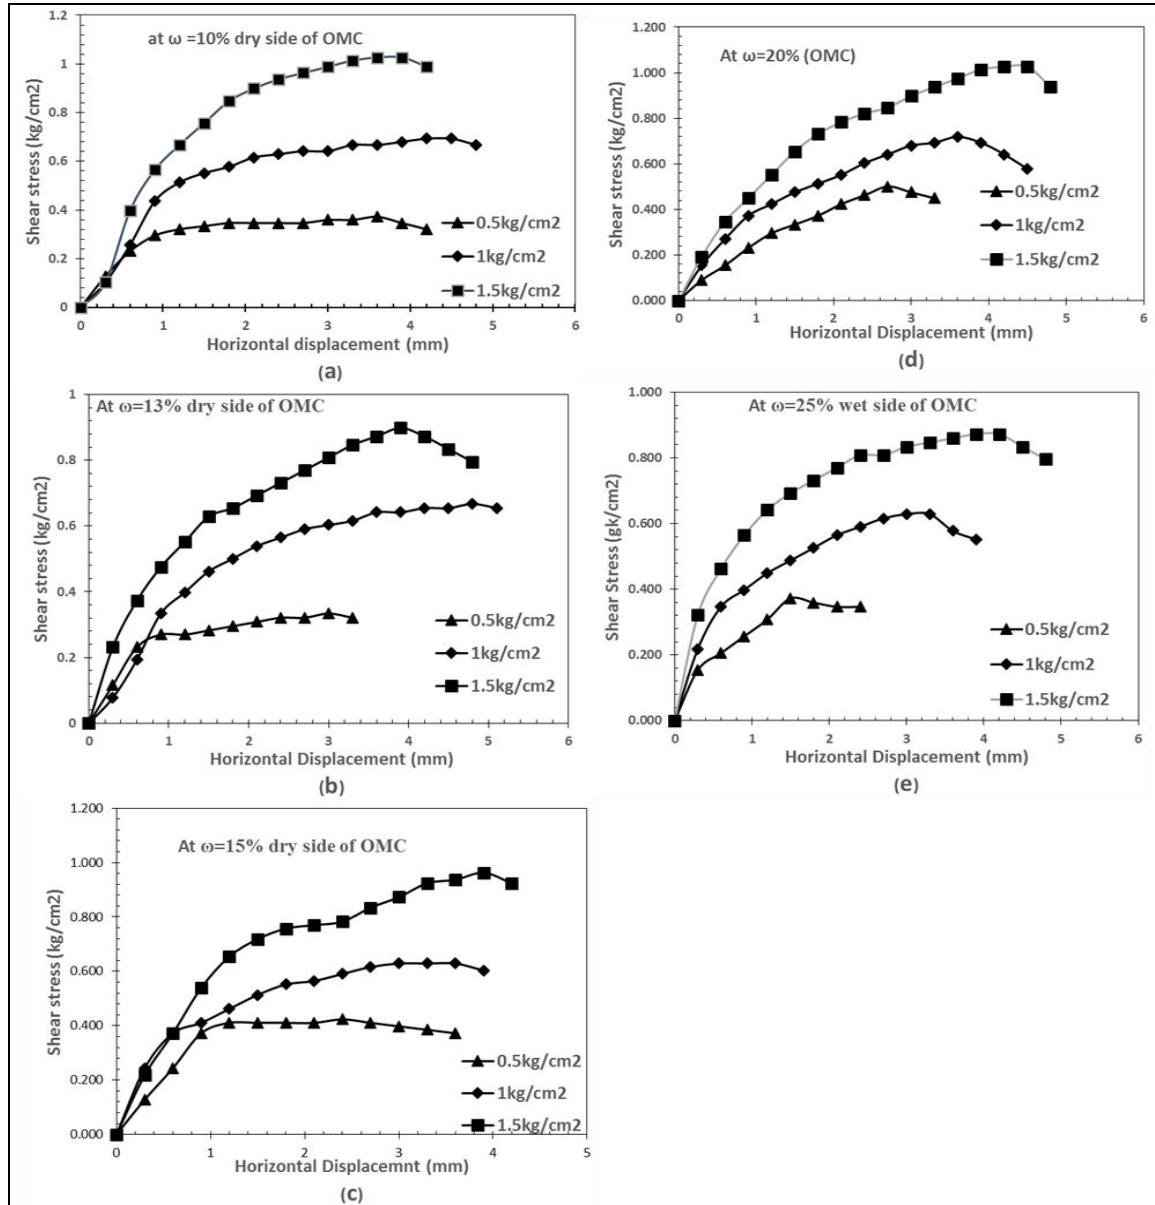 at ω =10% dry side of OMC
Shear stress (kg/cm2)
1.2
1
0.8
0.6
0.4
0.2
0
0 1 2 3 4 5 6
0.5kg/cm2
1kg/cm2
1.5kg/cm2
Horizontal displacement (mm)
(a)
At ω=20% (OMC)
Shear stress (kg/cm2)
1.200
1.000
0.800
0.600
0.400
0.200
0.000
0 1 2 3 4 5 6
0.5kg/cm2
1kg/cm2
1.5kg/cm2
Horizontal Displacement (mm)
(d)
At ω=13% dry side of OMC
Shear stress (kg/cm2)
1
0.8
0.6
0.4
0.2
0
0 1 2 3 4 5 6
0.5kg/cm2
1kg/cm2
1.5kg/cm2
Horizontal Displacement (mm)
(b)
At ω=25% wet side of OMC
Shear Stress (gk/cm2)
1.000
0.800
0.600
0.400
0.200
0.000
0 1 2 3 4 5 6
0.5kg/cm2
1kg/cm2
1.5kg/cm2
Horizontal Displacement (mm)
(e)
At ω=15% dry side of OMC
Shear stress (kg/cm2)
1.200
1.000
0.800
0.600
0.400
0.200
0.000
0 1 2 3 4 5
0.5kg/cm2
1kg/cm2
1.5kg/cm2
Horizontal Displacemnt (mm)
(c)